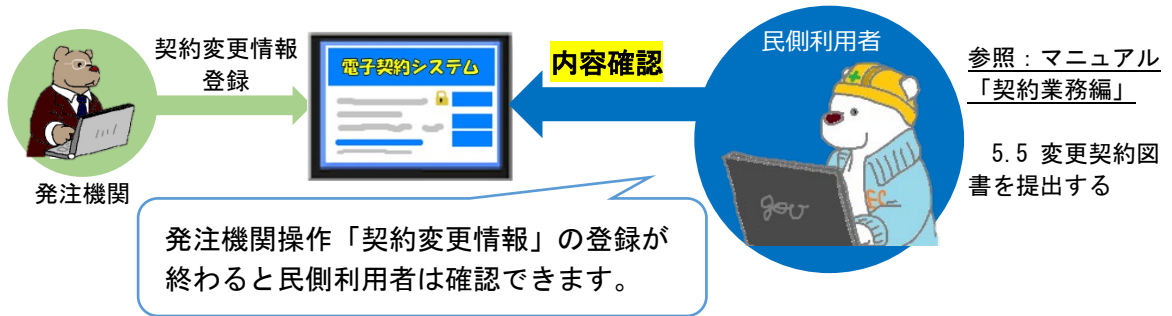 契約変更情報
登録
電子契約システム
内容確認
民側利用者
参照：マニュアル
「契約業務編」
5.5 変更契約図
書を提出する
発注機関
gov
EC
発注機関操作「契約変更情報」の登録が
終わると民側利用者は確認できます。